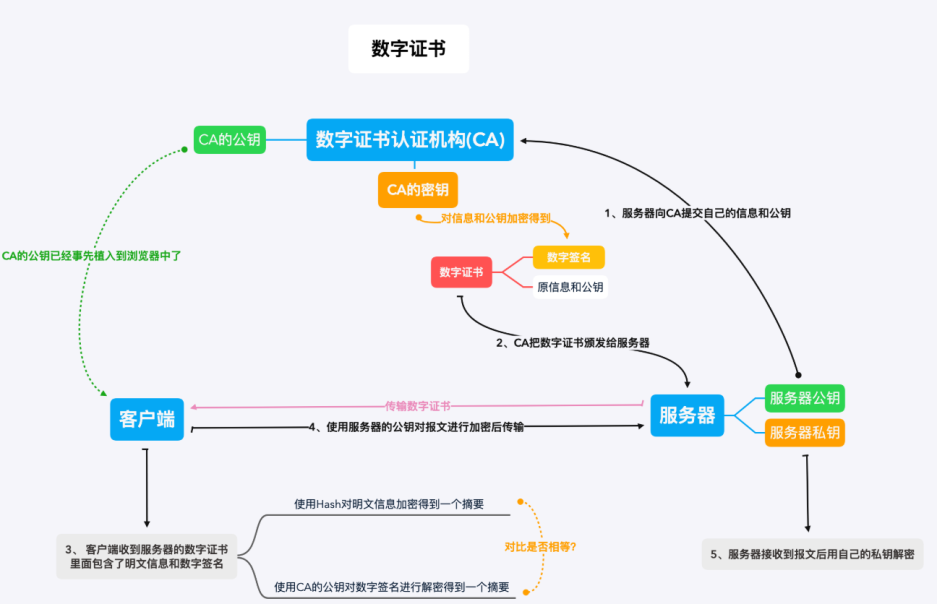 数字证书
CA的公钥
数字证书认证机构(CA)
CA的密钥
对信息和公钥加密得到
1、服务器向CA提交自己的信息和公钥
CA的公钥已经事先植入到浏览器中了
数字证书
数字签名
原信息和公钥
2、CA把数字证书颁发给服务器
客户端
传输数字证书
4、使用服务器的公钥对报文进行加密后传输
服务器
服务器公钥
服务器私钥
使用Hash对明文信息加密得到一个摘要
3、 客户端收到服务器的数字证书
里面包含了明文信息和数字签名
对比是否相等?
5、服务器接收到报文后用自己的私钥解密
使用CA的公钥对数字签名进行解密得到一个摘要